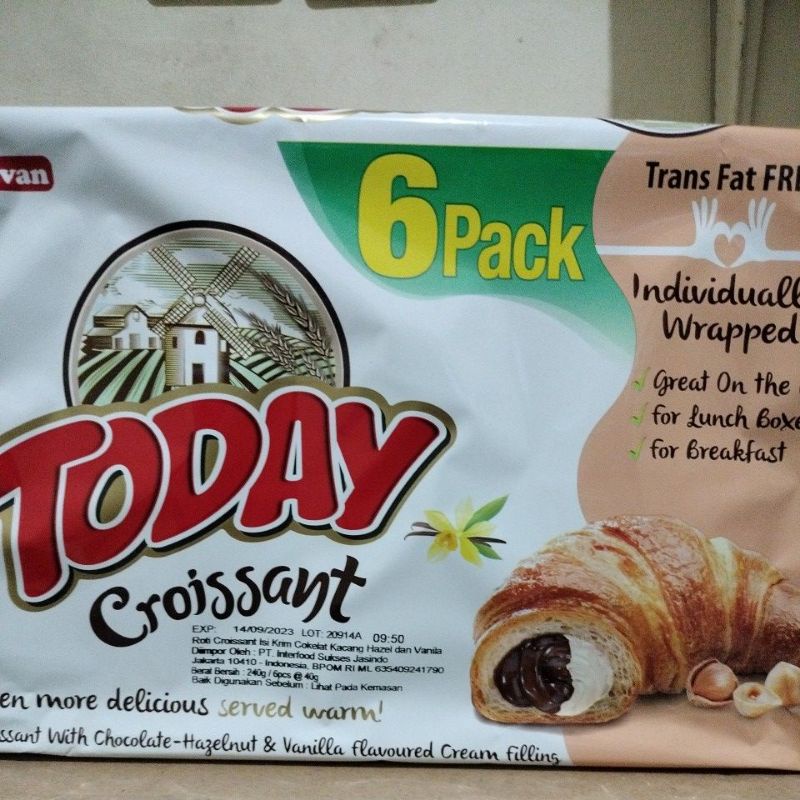 van
6 Pack
Trans Fat
Individuall
Wrapped
Great On the
for Lunch Boxe
for Breakfast
TODAY
Croissant
EXP: 14/09/2023 LOT: 20914A 09:50
Roti Croissant Isi Krim Cokelat Kacang Hazel dan Vanila
Diimpor Oleh : PT. Interfood Sukses Jasindo
Jakarta 10410 - Indonesia, BPOM RI ML 635409241790
Berat Bersih : 240g / 6pcs @ 40g
Baik Digunakan Sebelum : Lihat Pada Kemasan
en more delicious served warm!
ssant With Chocolate-Hazelnut & Vanilla flavoured Cream filling